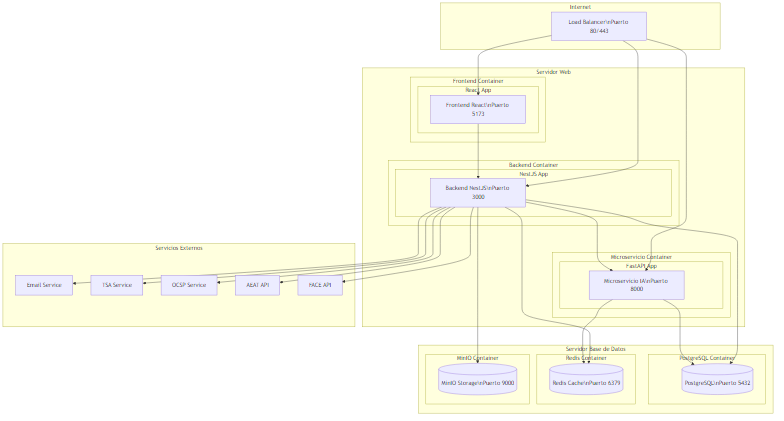 Internet
Load Balancer\nPuerto
80/443
Servidor Web
Frontend Container
React App
Frontend React\nPuerto
5173
Backend Container
NestJS App
Backend NestJS\nPuerto
3000
Servicios Externos
Email Service
TSA Service
OCSP Service
AEAT API
FACE API
Microservicio Container
FastAPI App
Microservicio IA\nPuerto
8000
Servidor Base de Datos
MinIO Container
MinIO Storage\nPuerto 9000
Redis Container
Redis Cache\nPuerto 6379
PostgreSQL Container
PostgreSQL\nPuerto 5432